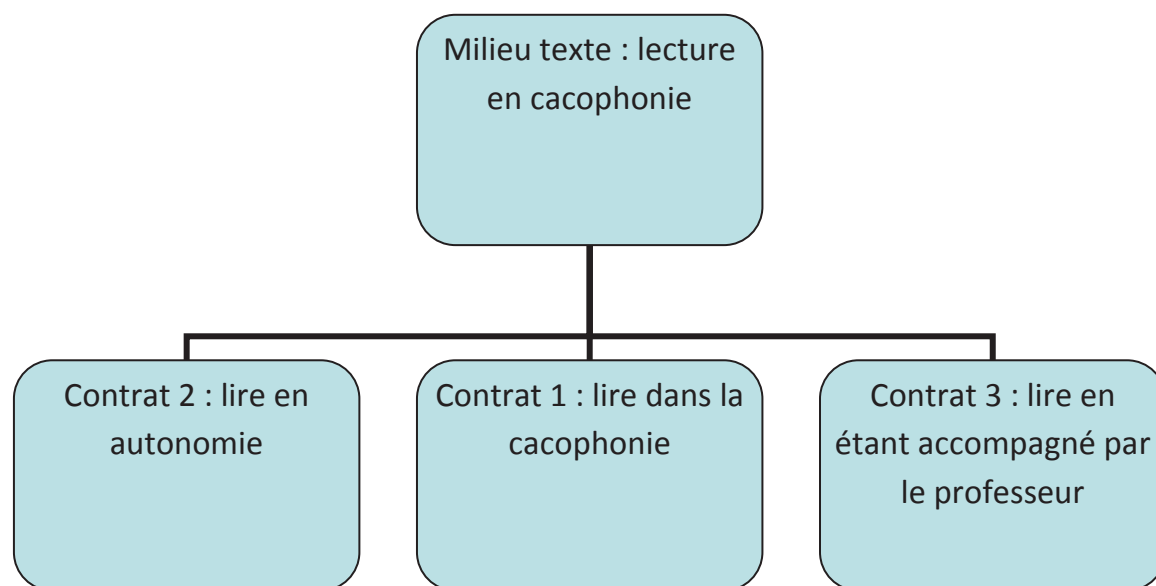 Milieu texte : lecture
en cacophonie
Contrat 2 : lire en
autonomie
Contrat 1 : lire dans la
cacophonie
Contrat 3 : lire en
étant accompagné par
le professeur